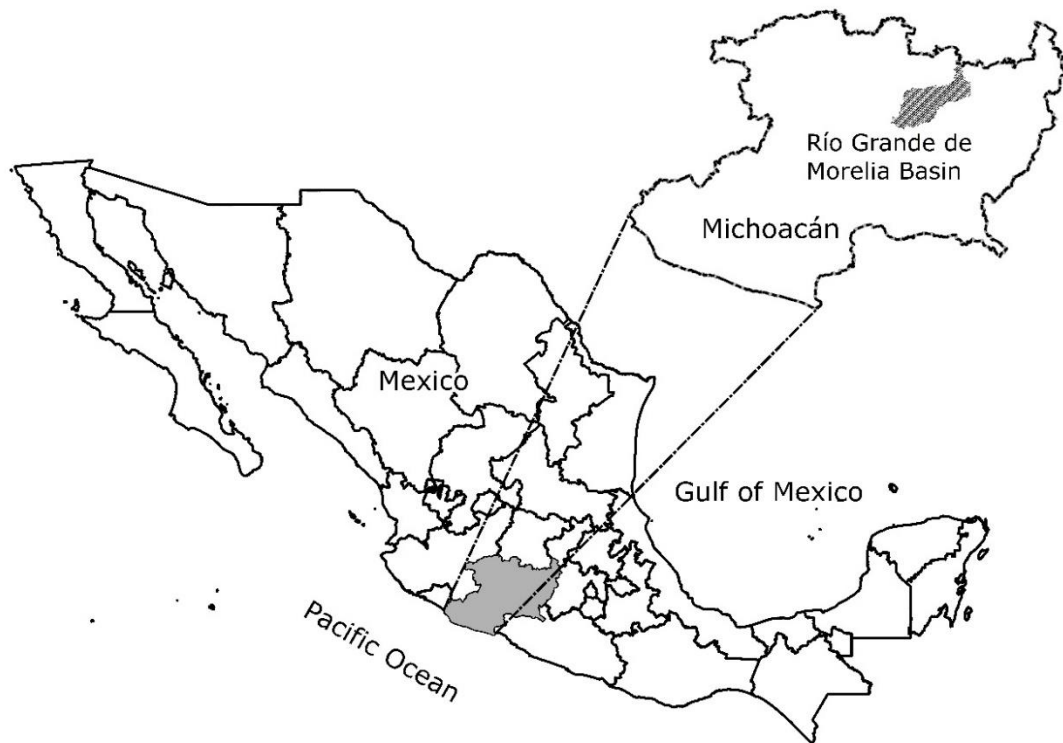 Río Grande de
Morelia Basin
Michoacán
Mexico
Gulf of Mexico
Pacific Ocean